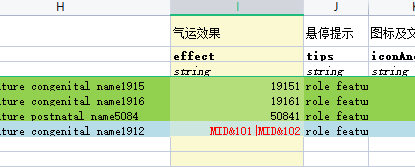 H I J
气运效果 悬停提示 图标及文
effect tips iconAn
string string string
ture congenital name1915 19151 role featu
ture congenital name1916 19161 role featu
ture postnatal name5084 50841 role featu
ture congenital name1912 MID&101|MID&102 role featu